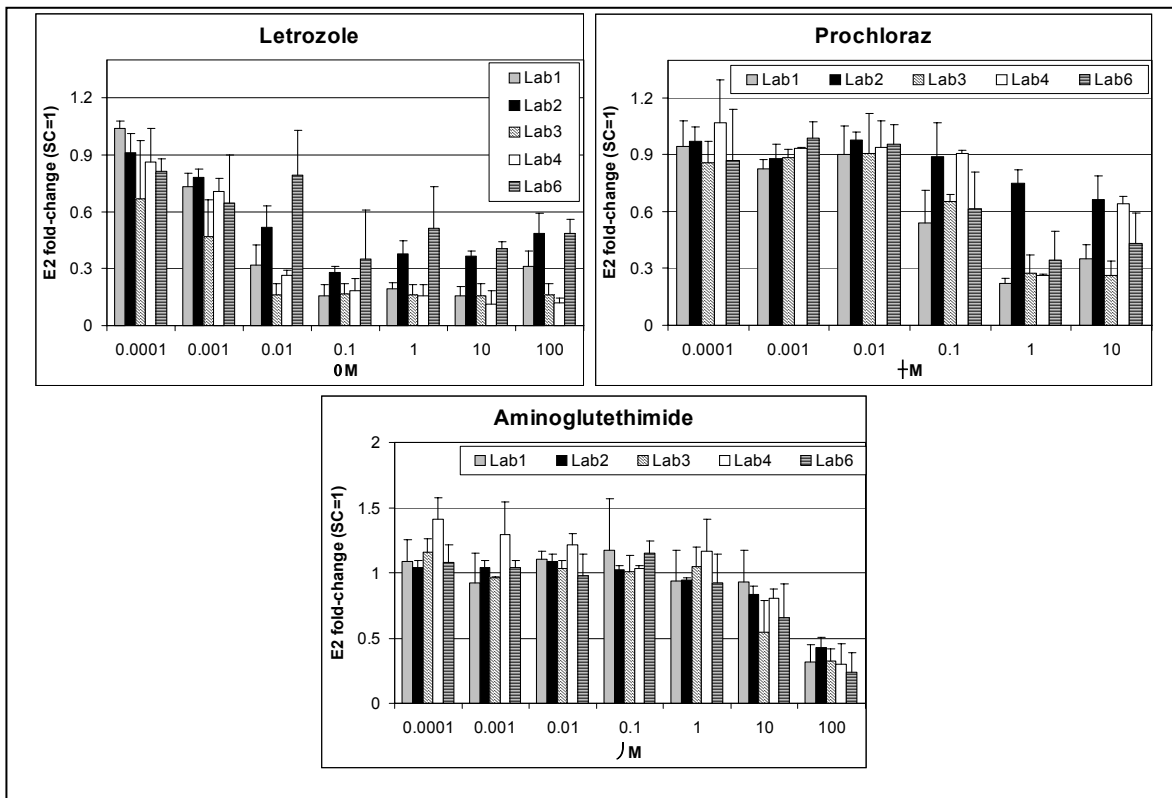 Letrozole
E2 fold-change (SC=1)
1.2
0.9
0.6
0.3
0
Lab1
Lab2
Lab3
Lab4
Lab6
0.0001 0.001 0.01 0.1 1 10 100
0M
Prochloraz
E2 fold-change (SC=1)
Lab1 Lab2 Lab3 Lab4 Lab6
1.2
0.9
0.6
0.3
0
0.0001 0.001 0.01 0.1 1 10
┼M
Aminoglutethimide
E2 fold-change (SC=1)
Lab1 Lab2 Lab3 Lab4 Lab6
2
1.5
1
0.5
0
0.0001 0.001 0.01 0.1 1 10 100
M